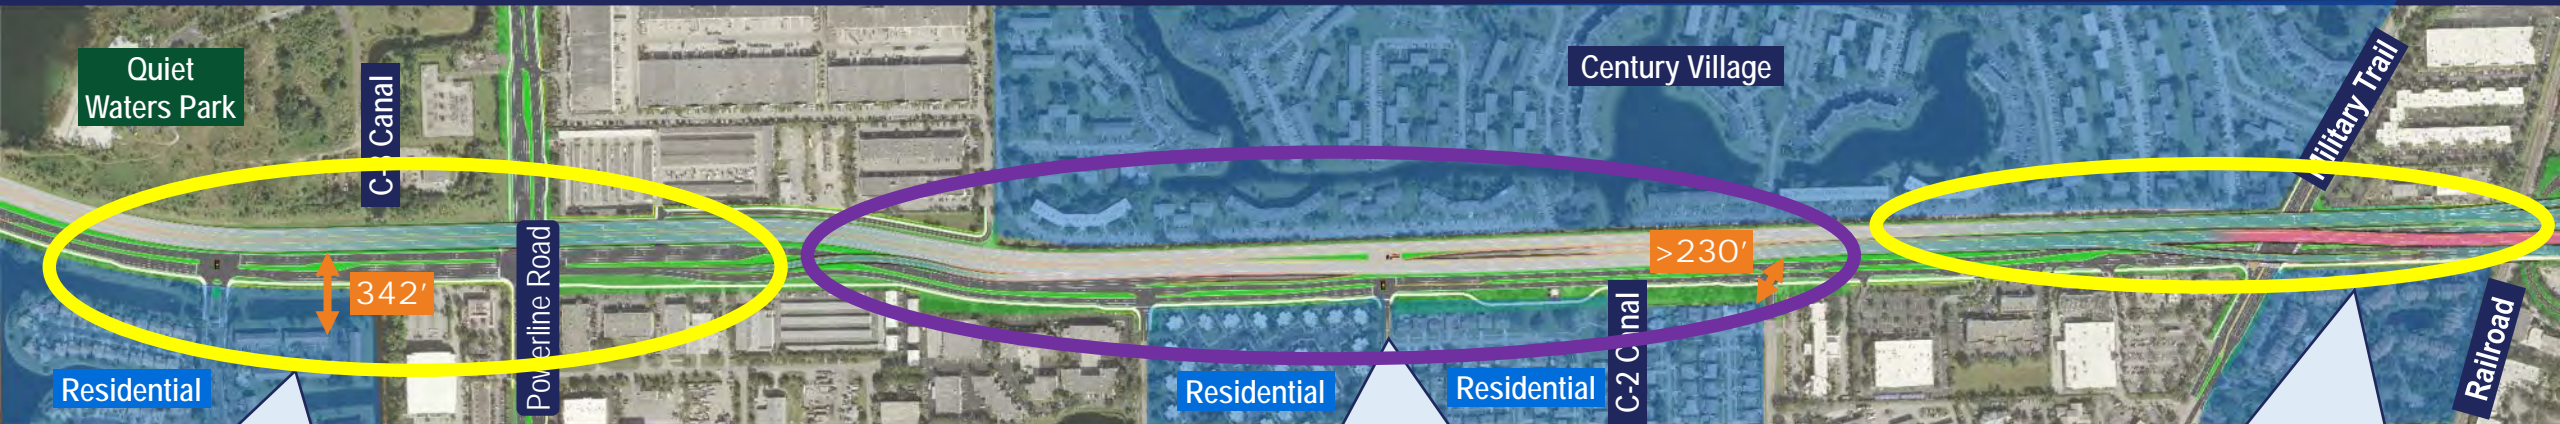 Quiet
Waters Park
C-3 Canal
Powerline Road
342'
Residential
Century Village
>230'
Residential
Residential
C-2 Canal
Military Trail
Railroad